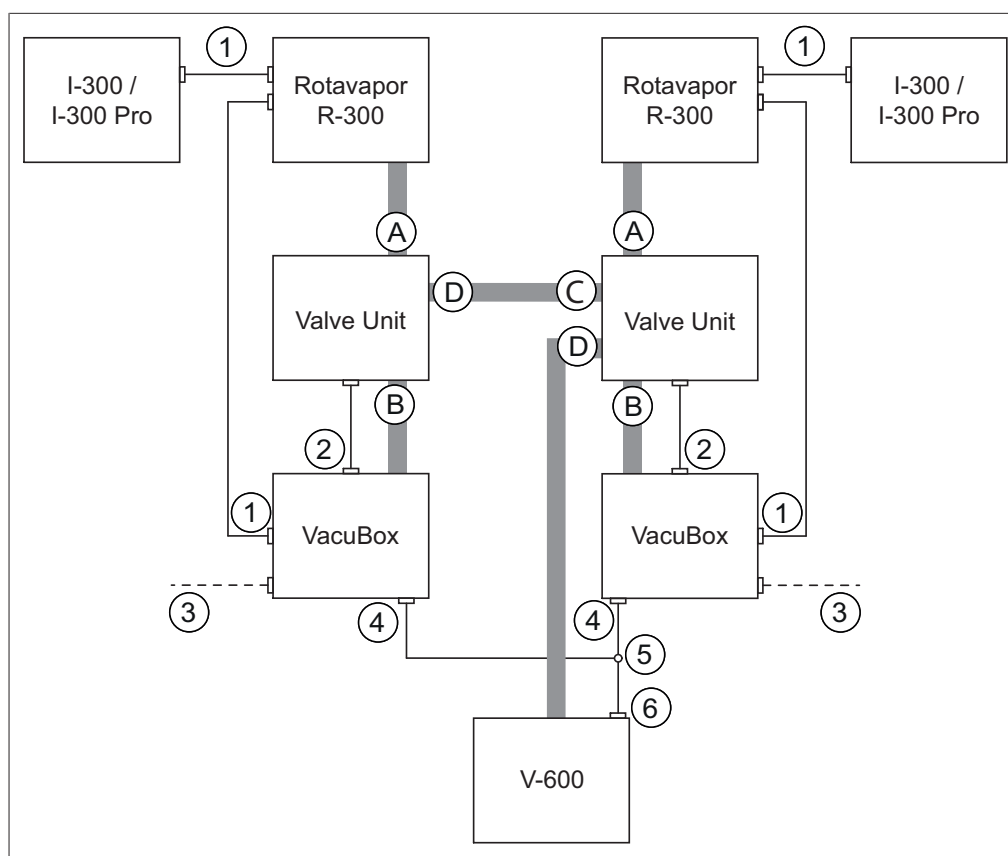 1
1
I-300 /
I-300 Pro
Rotavapor
R-300
Rotavapor
R-300
I-300 /
I-300 Pro
A
A
D
C
Valve Unit
Valve Unit
D
B
B
2
2
1
VacuBox
VacuBox
1
3
4
4
3
5
6
V-600